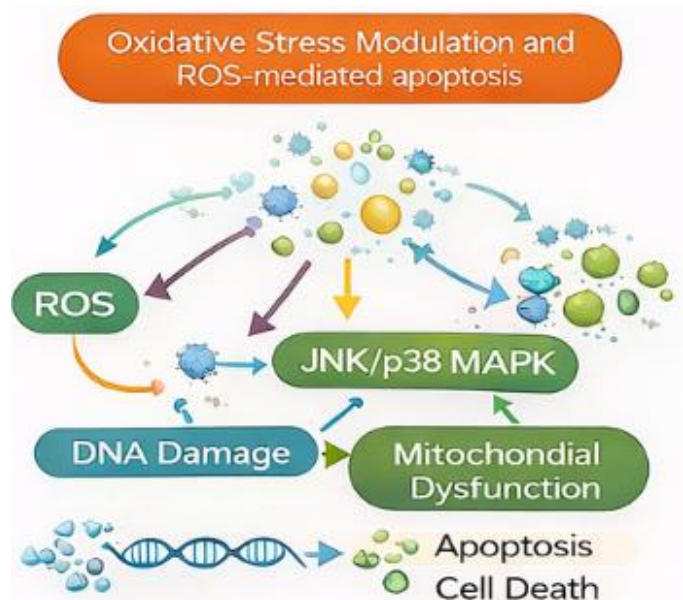 Oxidative Stress Modulation and
ROS-mediated apoptosis
ROS
JNK/p38 MAPK
DNA Damage
Mitochondial
Dysfunction
Apoptosis
Cell Death